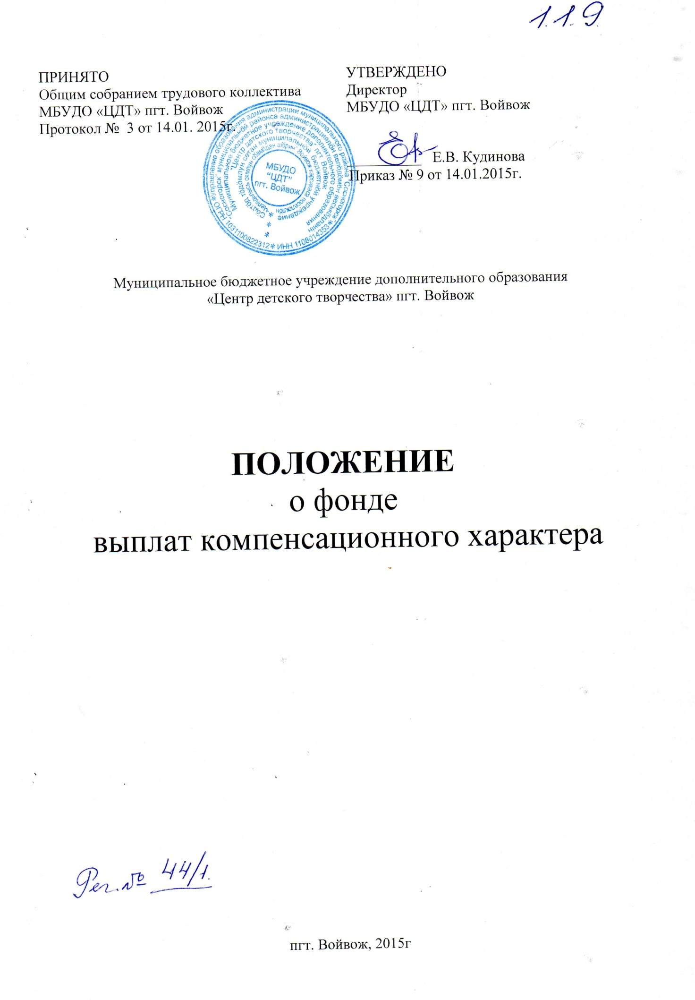 1.1.9.
ПРИНЯТО
Общим собранием трудового коллектива
МБУДО «ЦДТ» пгт. Войвож
Протокол № 3 от 14.01. 2015г.
УТВЕРЖДЕНО
Директор
МБУДО «ЦДТ» пгт. Войвож
Е.В. Кудинова
Приказ № 9 от 14.01.2015г.
МБУДО
“ЦДТ”
пгт. Войвож
* Управление образования администрации муниципального района "Сосногорск" * ИНН 1108014353 * ОГРН 1031100822312
Муниципальное бюджетное учреждение дополнительного образования
"Центр детского творчества" пгт Войвож
Муниципальное бюджетное учреждение дополнительного образования
«Центр детского творчества» пгт. Войвож
ПОЛОЖЕНИЕ
о фонде
выплат компенсационного характера
Рег. № 44/1.
пгт. Войвож, 2015г